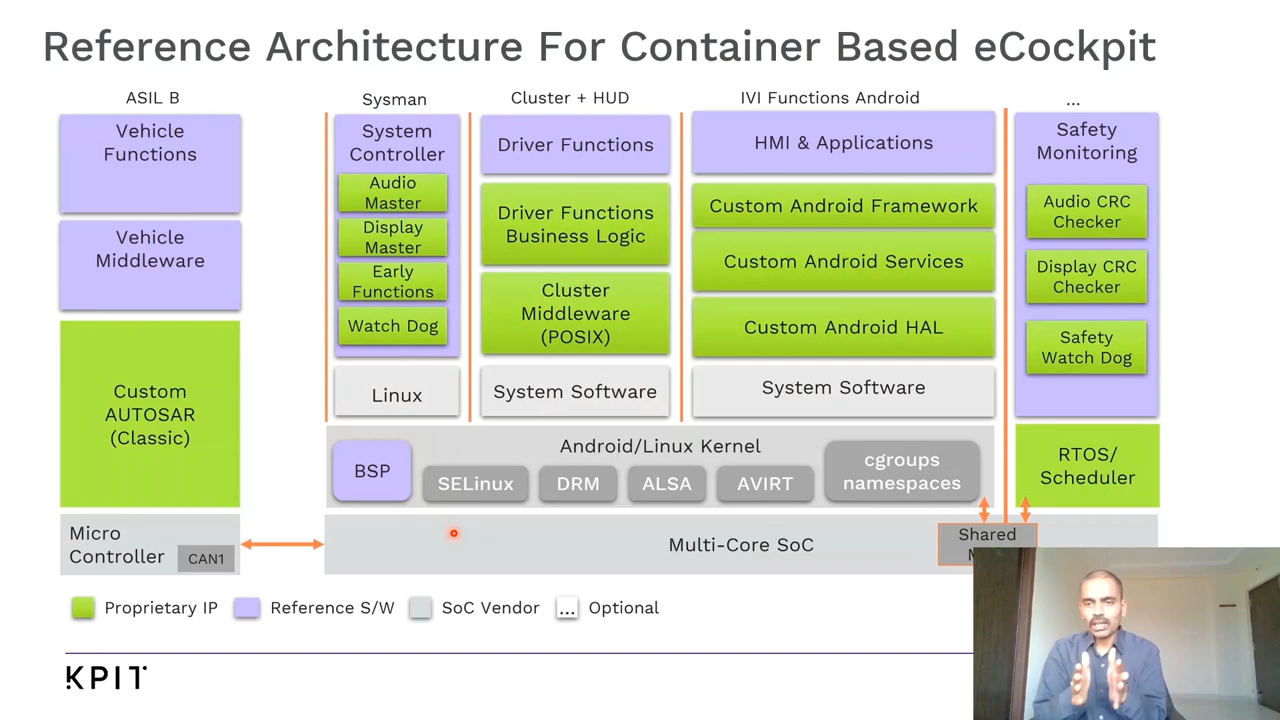 Reference Architecture For Container Based eCockpit
ASIL B
Vehicle
Functions
Vehicle
Middleware
Custom
AUTOSAR
(Classic)
Micro
Controller
CAN1
Sysman
System
Controller
Audio
Master
Display
Master
Early
Functions
Watch Dog
Linux
Cluster + HUD
Driver Functions
Driver Functions
Business Logic
Cluster
Middleware
(POSIX)
System Software
IVI Functions Android
HMI & Applications
Custom Android Framework
Custom Android Services
Custom Android HAL
System Software
...
Safety
Monitoring
Audio CRC
Checker
Display CRC
Checker
Safety
Watch Dog
RTOS/
Scheduler
Android/Linux Kernel
BSP
SELinux
DRM
ALSA
AVIRT
cgroups
namespaces
Multi-Core SoC
Shared
Proprietary IP
Reference S/W
SoC Vendor
... Optional
KPIT